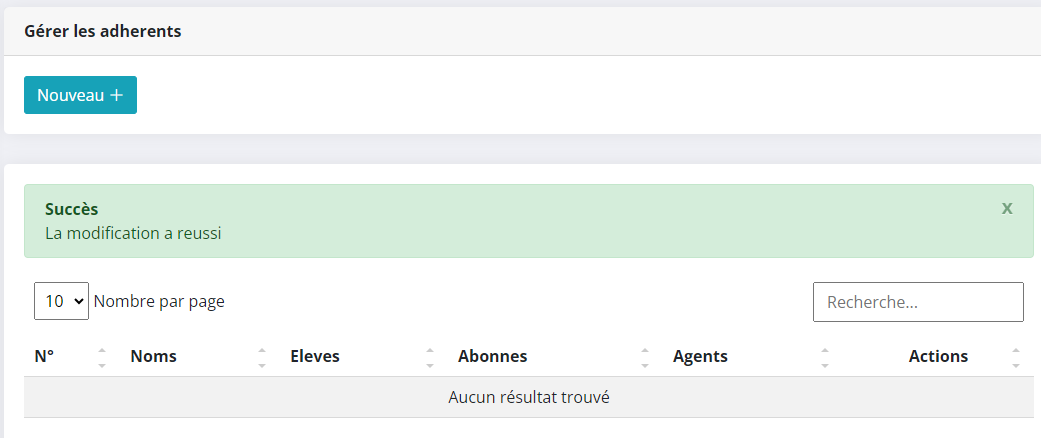 Gérer les adherents
Nouveau +
Succès
X
La modification a reussi
10 Nombre par page
Recherche...
N° Noms Eleves Abonnes Agents Actions
Aucun résultat trouvé